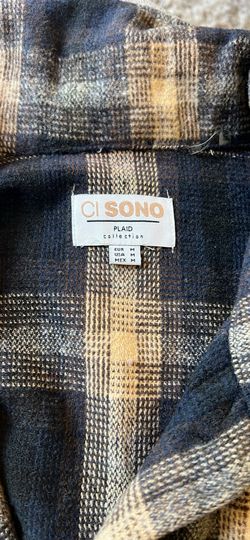 CI SONO
PLAID
collection
EUR M
USA M
MEX M